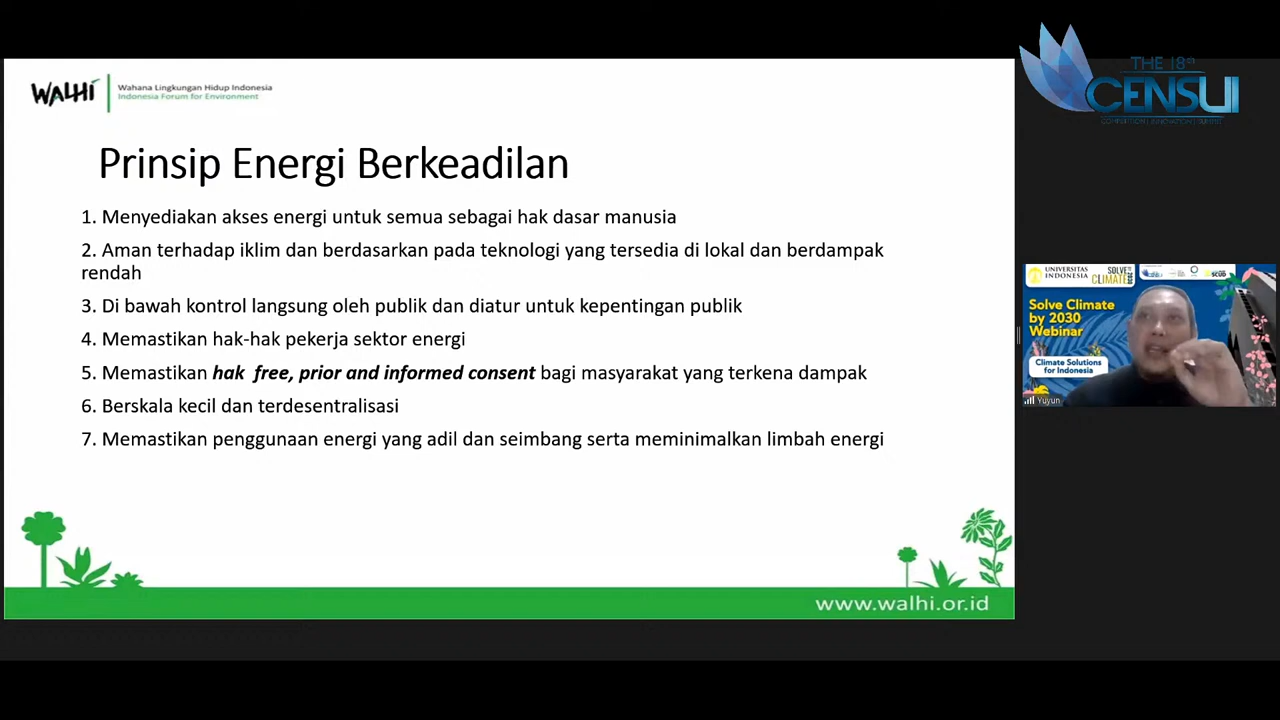 WALHI
Wahana Lingkungan Hidup Indonesia
Indonesia Forum for Environment
THE 18th
CENSUI
Prinsip Energi Berkeadilan
1. Menyediakan akses energi untuk semua sebagai hak dasar manusia
2. Aman terhadap iklim dan berdasarkan pada teknologi yang tersedia di lokal dan berdampak
rendah
3. Di bawah kontrol langsung oleh publik dan diatur untuk kepentingan publik
4. Memastikan hak-hak pekerja sektor energi
5. Memastikan hak free, prior and informed consent bagi masyarakat yang terkena dampak
6. Berskala kecil dan terdesentralisasi
7. Memastikan penggunaan energi yang adil dan seimbang serta meminimalkan limbah energi
www.walhi.or.id
UNIVERSITAS
INDONESIA
SOLVE
CLIMATE
Solve Climate
by 2030
Webinar
Climate Solutions
for Indonesia
Yuyun